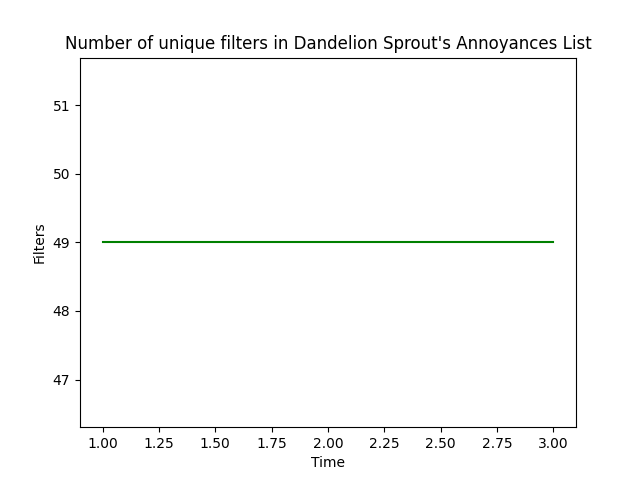 Number of unique filters in Dandelion Sprout's Annoyances List
51
50
49
48
47
Filters
1.00 1.25 1.50 1.75 2.00 2.25 2.50 2.75 3.00
Time